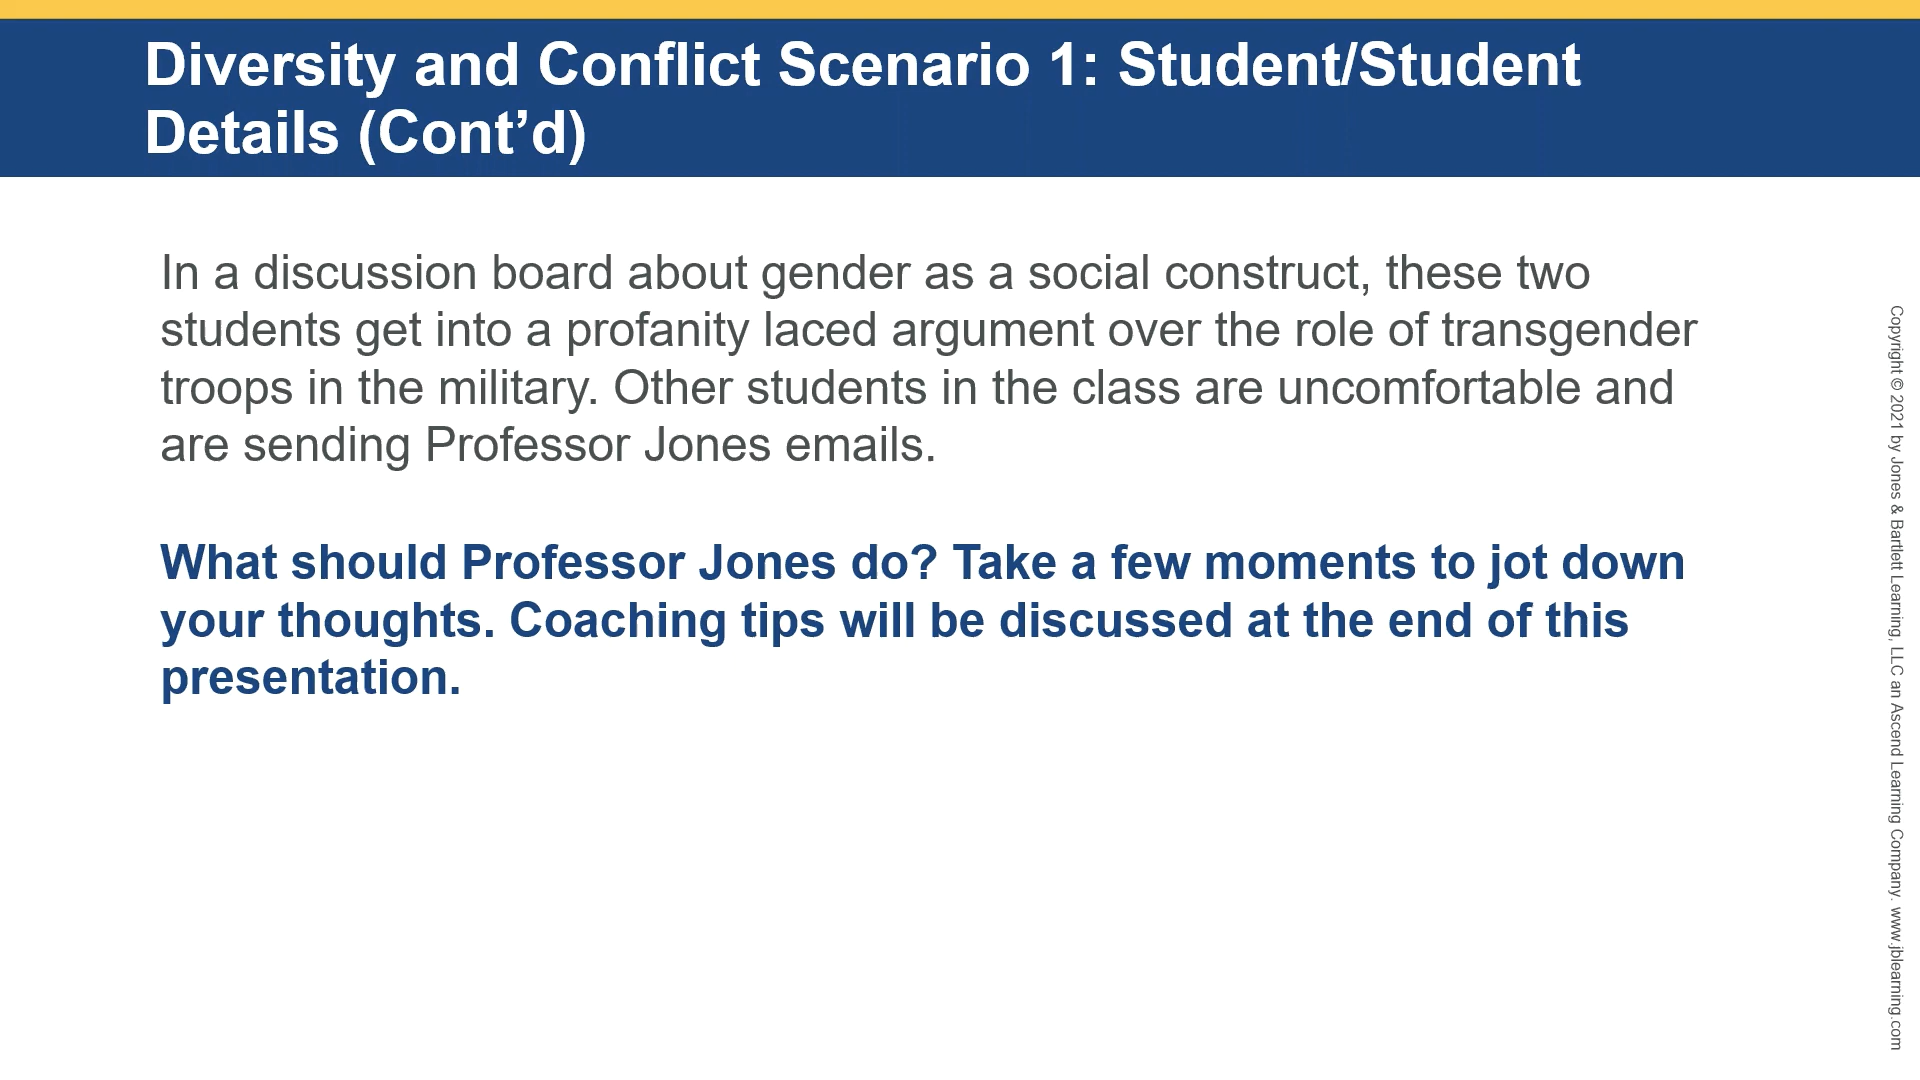 Diversity and Conflict Scenario 1: Student/Student
Details (Cont’d)
In a discussion board about gender as a social construct, these two
students get into a profanity laced argument over the role of transgender
troops in the military. Other students in the class are uncomfortable and
are sending Professor Jones emails.
What should Professor Jones do? Take a few moments to jot down
your thoughts. Coaching tips will be discussed at the end of this
presentation.
Copyright © 2021 by Jones & Bartlett Learning, LLC an Ascend Learning Company. www.jblearning.com